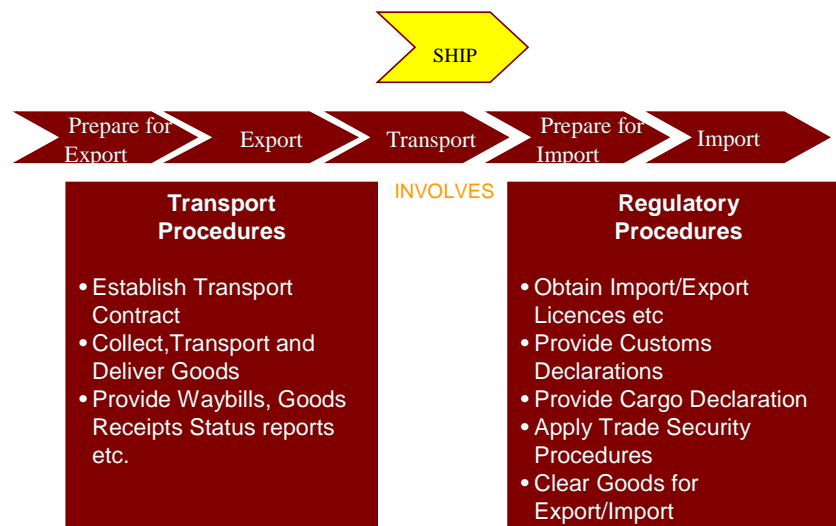 SHIP
Prepare for
Export
Export
Transport
Prepare for
Import
Import
INVOLVES
Transport
Procedures
• Establish Transport
Contract
• Collect,Transport and
Deliver Goods
• Provide Waybills, Goods
Receipts Status reports
etc.
Regulatory
Procedures
• Obtain Import/Export
Licences etc
• Provide Customs
Declarations
• Provide Cargo Declaration
• Apply Trade Security
Procedures
• Clear Goods for
Export/Import